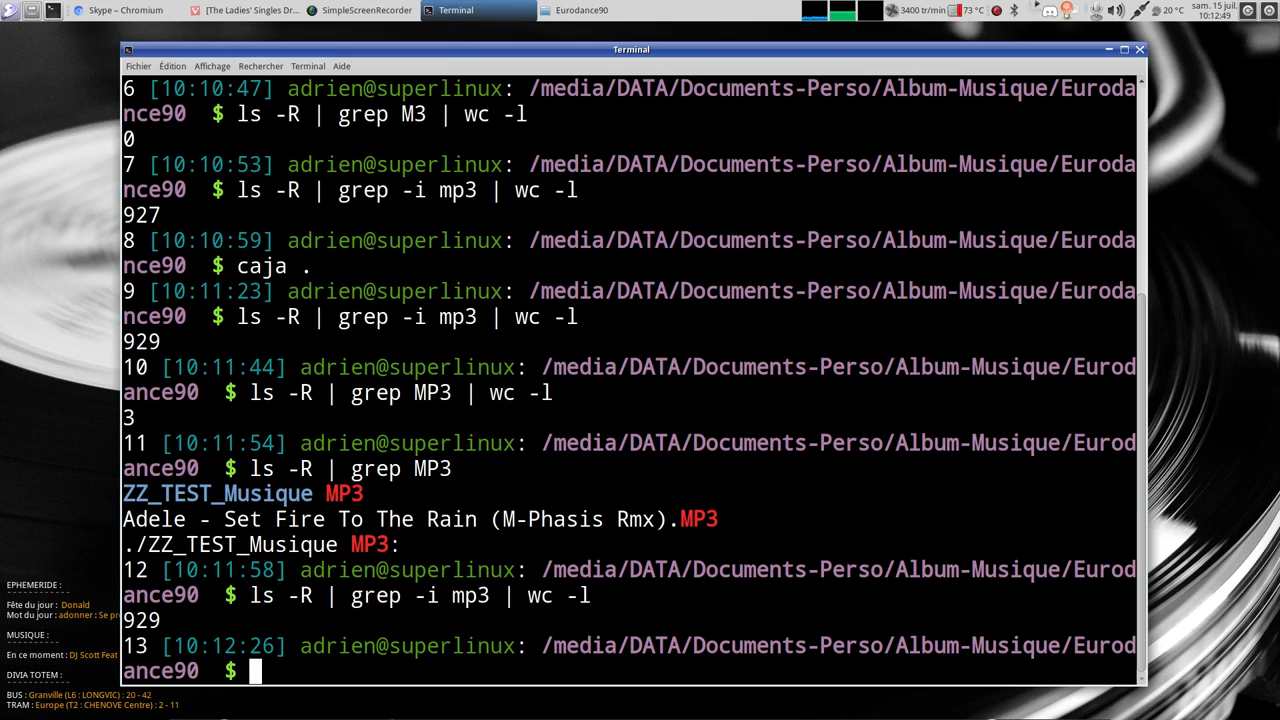 Skype – Chromium
[The Ladies' Singles Dr...
SimpleScreenRecorder
Terminal
Eurodance90
3400 tr/min
73 °C
20 °C
sam. 15 juil.
10:12:49
Terminal
Fichier Édition Affichage Rechercher Terminal Aide
6 [10:10:47] adrien@superlinux: /media/DATA/Documents-Perso/Album-Musique/Euroda
nce90  $ ls -R | grep M3 | wc -l
0
7 [10:10:53] adrien@superlinux: /media/DATA/Documents-Perso/Album-Musique/Euroda
nce90  $ ls -R | grep -i mp3 | wc -l
927
8 [10:10:59] adrien@superlinux: /media/DATA/Documents-Perso/Album-Musique/Euroda
nce90  $ caja .
9 [10:11:23] adrien@superlinux: /media/DATA/Documents-Perso/Album-Musique/Euroda
nce90  $ ls -R | grep -i mp3 | wc -l
929
10 [10:11:44] adrien@superlinux: /media/DATA/Documents-Perso/Album-Musique/Eurod
ance90  $ ls -R | grep MP3 | wc -l
3
11 [10:11:54] adrien@superlinux: /media/DATA/Documents-Perso/Album-Musique/Eurod
ance90  $ ls -R | grep MP3
ZZ_TEST_Musique MP3
Adele - Set Fire To The Rain (M-Phasis Rmx).MP3
./ZZ_TEST_Musique MP3:
12 [10:11:58] adrien@superlinux: /media/DATA/Documents-Perso/Album-Musique/Eurod
ance90  $ ls -R | grep -i mp3 | wc -l
929
13 [10:12:26] adrien@superlinux: /media/DATA/Documents-Perso/Album-Musique/Eurod
ance90  $
EPHEMERIDE :
Fête du jour : Donald
Mot du jour : adonner : Se pr
MUSIQUE :
En ce moment : DJ Scott Feat
DIVIA TOTEM :
BUS : Granville (L6 : LONGVIC) : 20 - 42
TRAM : Europe (T2 : CHENOVE Centre) : 2 - 11